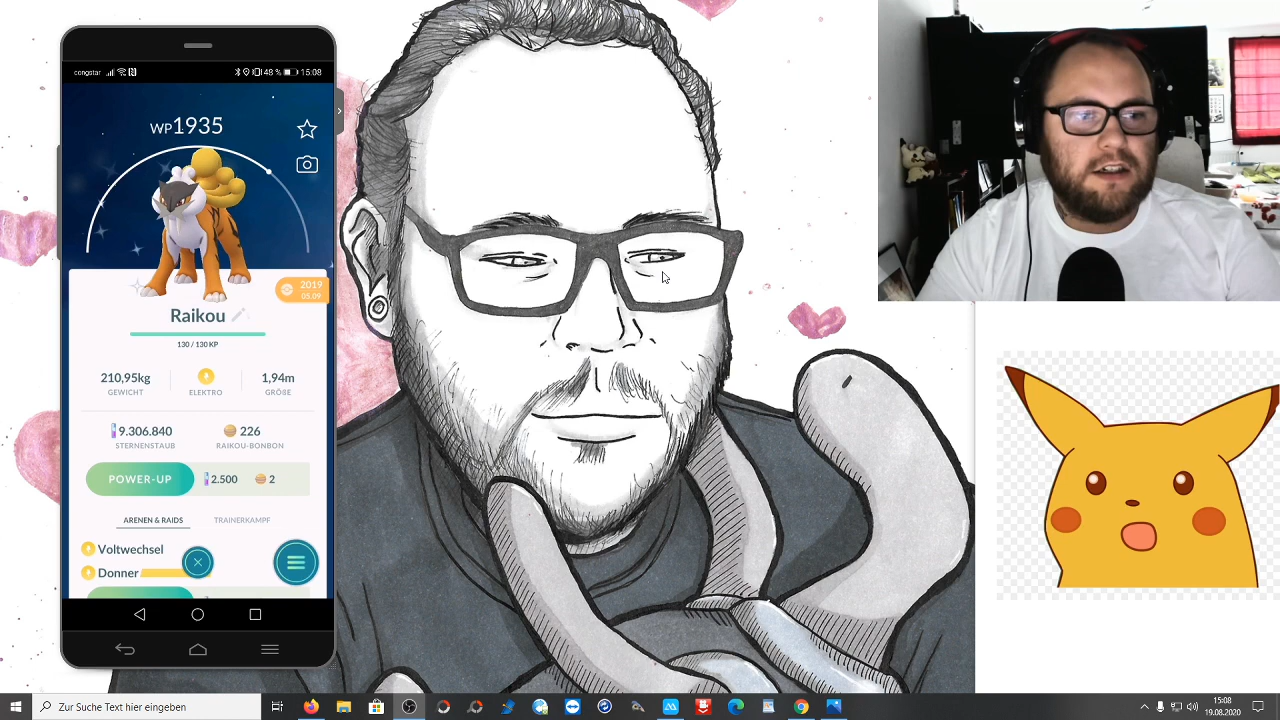 congstar 48 % 15:08
WP1935
2019
05.09
Raikou
130 / 130 KP
210,95kg 1,94m
GEWICHT ELEKTRO GRÖßE
9.306.840 226
STERNENSTAUB RAIKOU-BONBON
POWER-UP 2.500 2
ARENEN & RAIDS TRAINERKAMPF
Voltwechsel
Donner
Zur Suche Text hier eingeben
15:08
19.08.2020